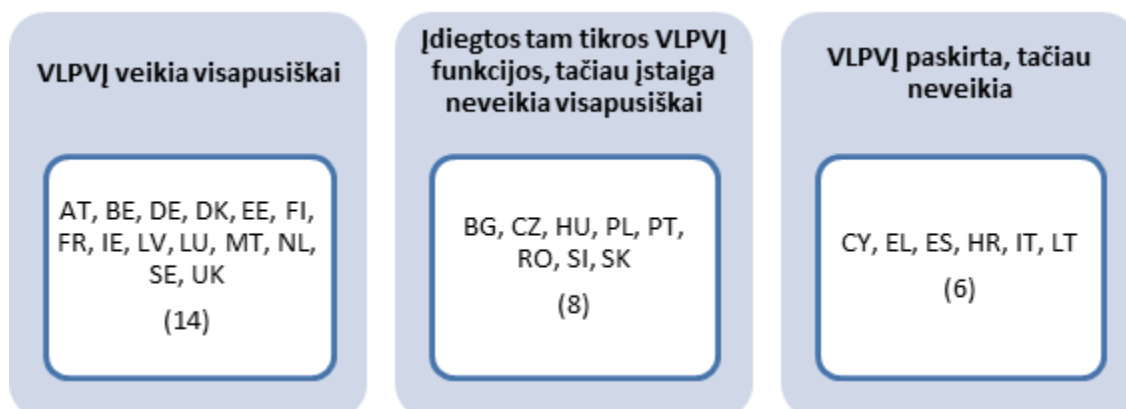 VLPVĮ veikia visapusiškai
AT, BE, DE, DK, EE, FI,
FR, IE, LV, LU, MT, NL,
SE, UK
(14)
Įdiegtos tam tikros VLPVĮ
funkcijos, tačiau įstaiga
neveikia visapusiškai
BG, CZ, HU, PL, PT,
RO, SI, SK
(8)
VLPVĮ paskirta, tačiau
neveikia
CY, EL, ES, HR, IT, LT
(6)